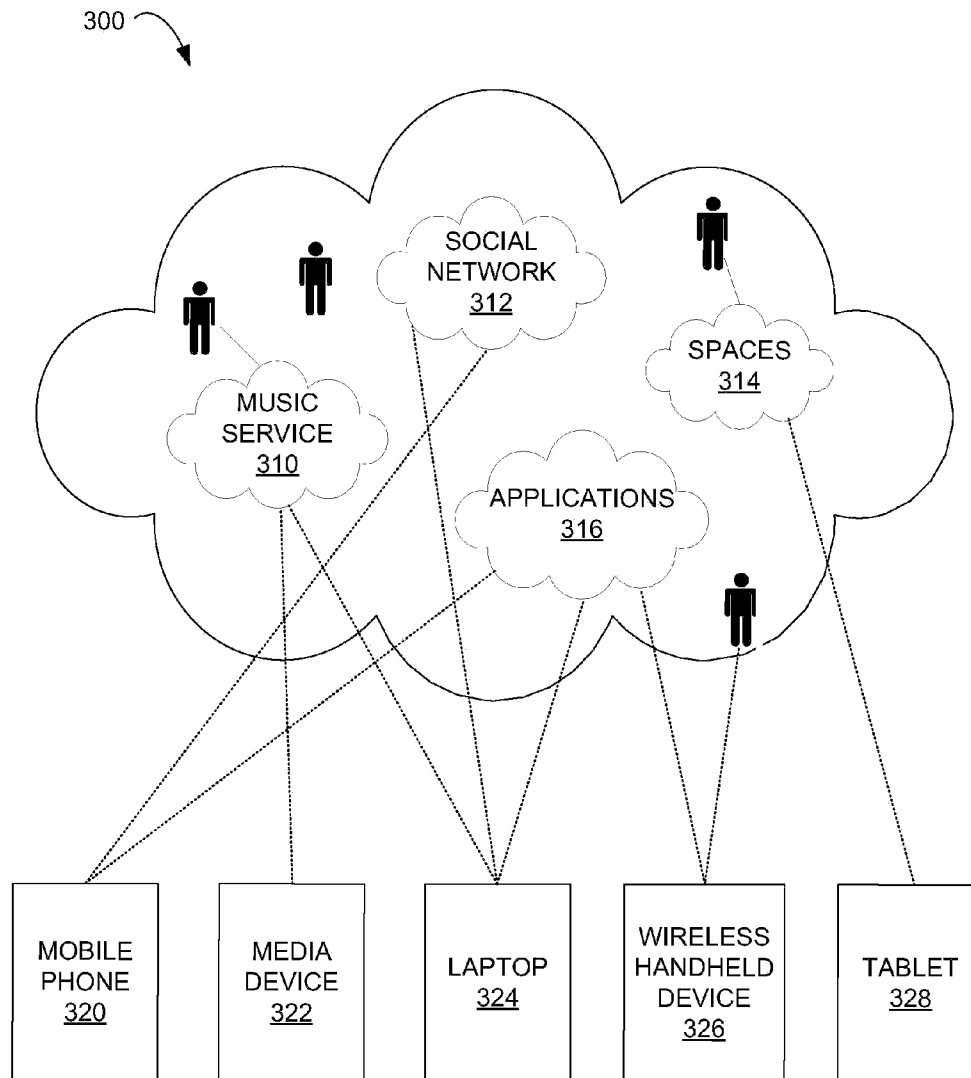 300
SOCIAL
NETWORK
312
SPACES
314
MUSIC
SERVICE
310
APPLICATIONS
316
MOBILE
PHONE
320
MEDIA
DEVICE
322
LAPTOP
324
WIRELESS
HANDHELD
DEVICE
326
TABLET
328